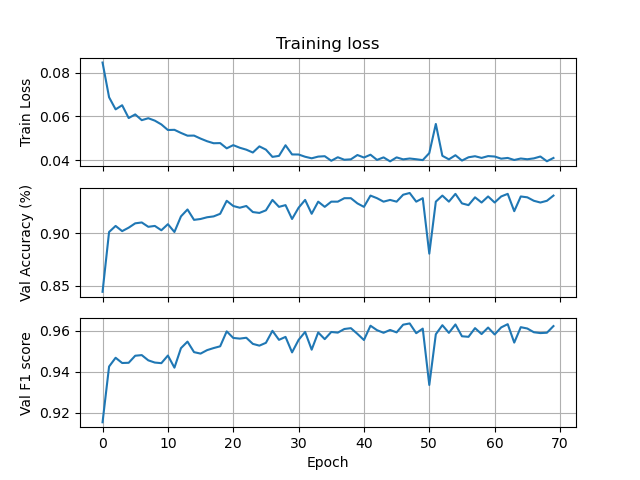 Training loss
Train Loss
0.08
0.06
0.04
Val Accuracy (%)
0.90
0.85
Val F1 score
0.96
0.94
0.92
0 10 20 30 40 50 60 70
Epoch